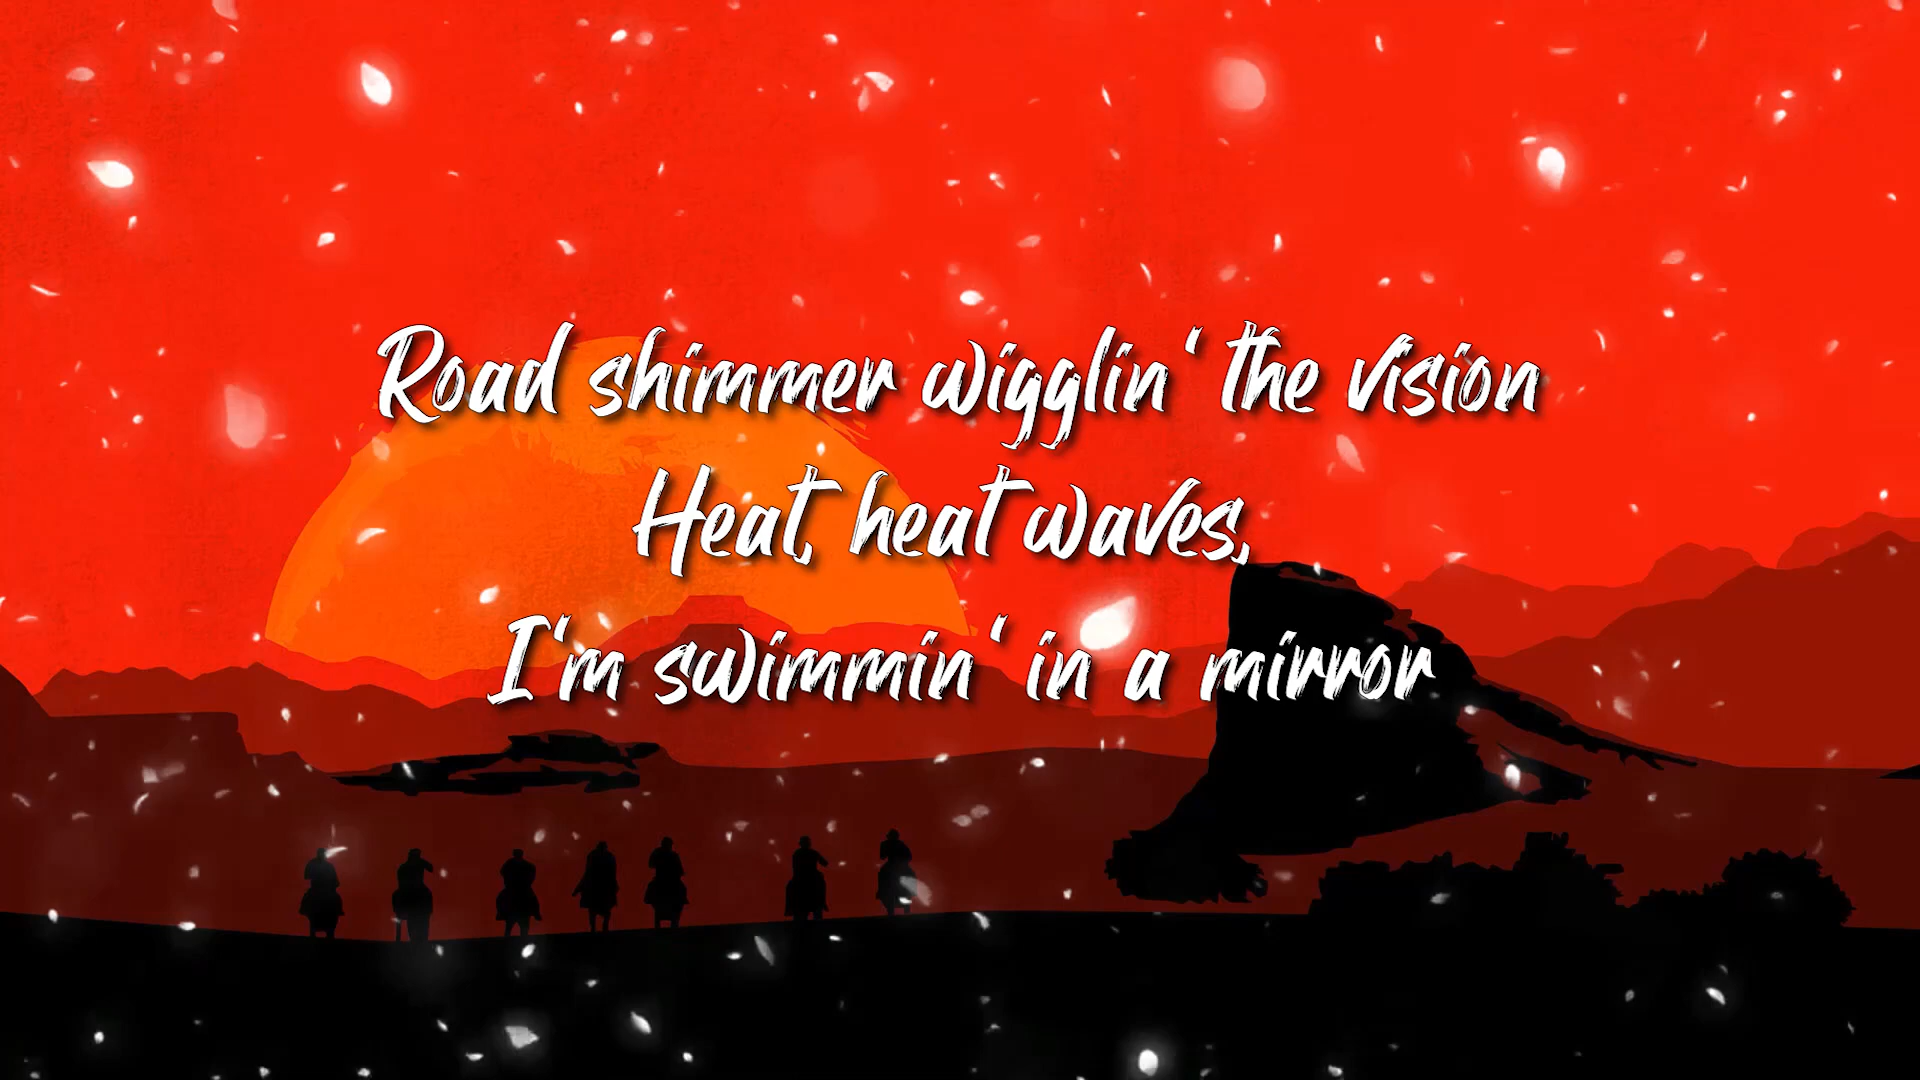 Road shimmer wigglin' the vision
Heat, heat waves,
I'm swimmin' in a mirror